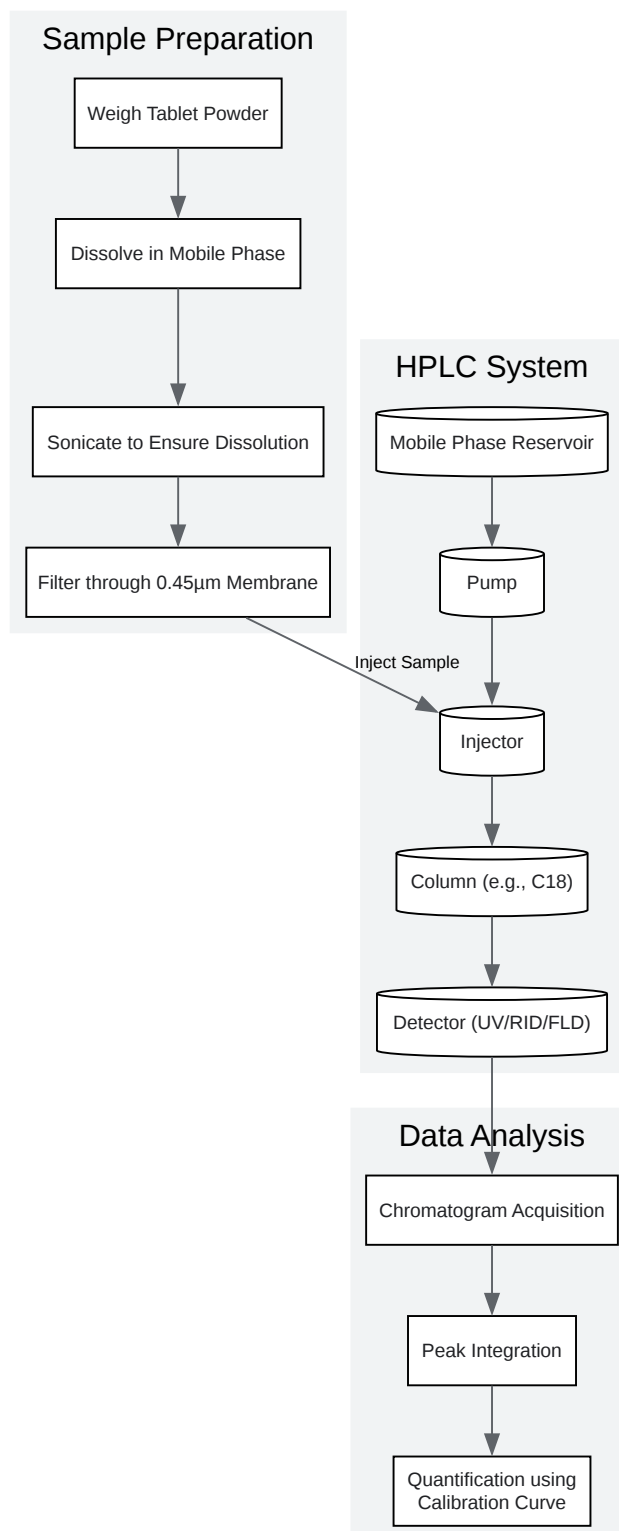 Sample Preparation
Weigh Tablet Powder
Dissolve in Mobile Phase
Sonicate to Ensure Dissolution
Filter through 0.45µm Membrane
Inject Sample
HPLC System
Mobile Phase Reservoir
Pump
Injector
Column (e.g., C18)
Detector (UV/RID/FLD)
Data Analysis
Chromatogram Acquisition
Peak Integration
Quantification using
Calibration Curve